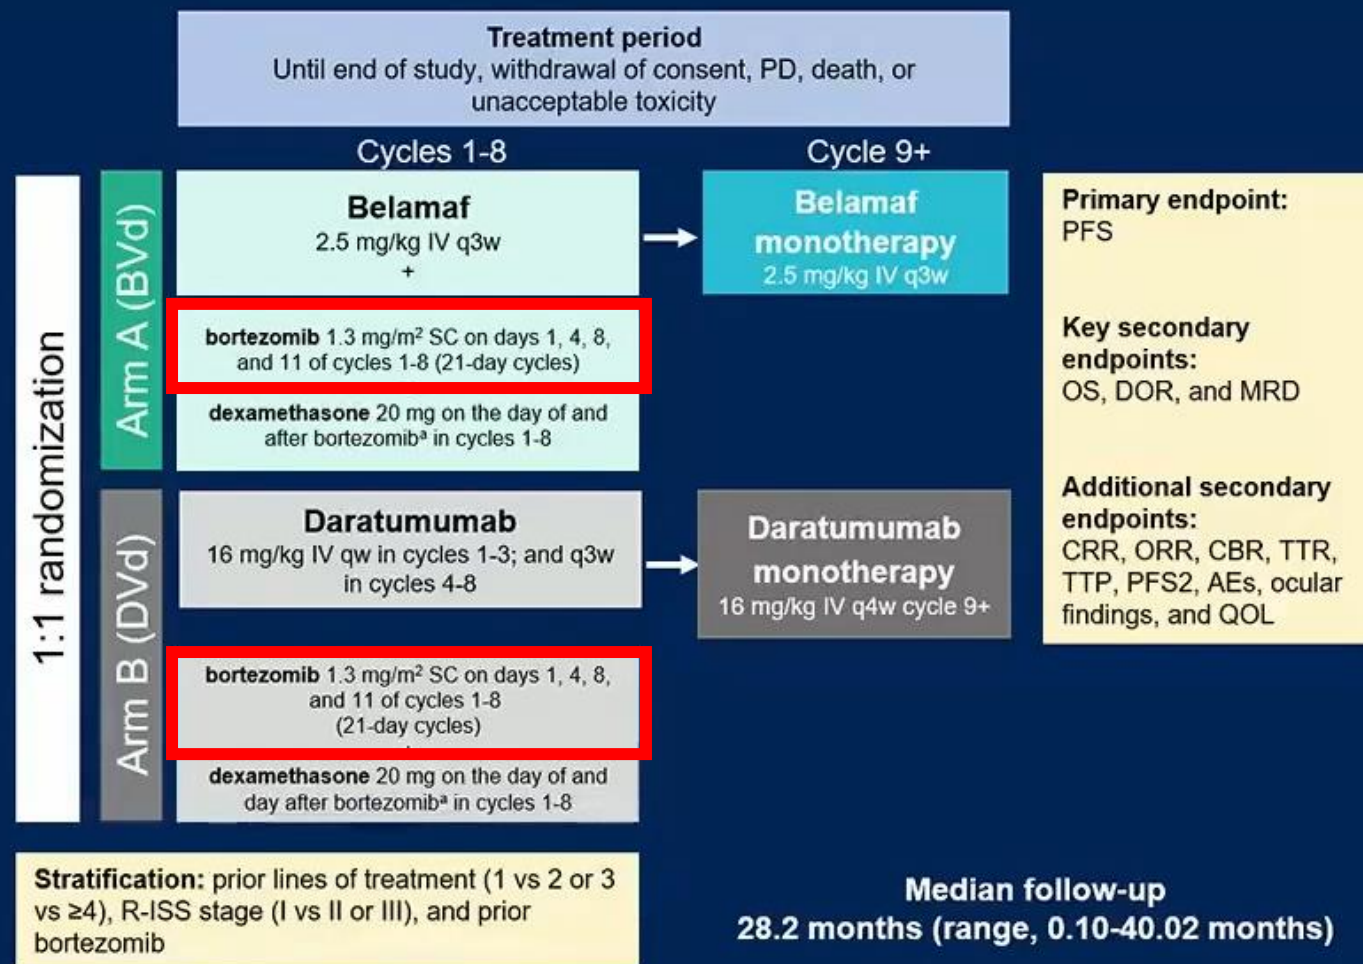 Treatment period
Until end of study, withdrawal of consent, PD, death, or
unacceptable toxicity
Cycles 1-8
Cycle 9+
1:1 randomization
Arm A (BVd)
Belamaf
2.5 mg/kg IV q3w
+
bortezomib 1.3 mg/m² SC on days 1, 4, 8,
and 11 of cycles 1-8 (21-day cycles)
dexamethasone 20 mg on the day of and
after bortezomibᵃ in cycles 1-8
Belamaf
monotherapy
2.5 mg/kg IV q3w
Arm B (DVd)
Daratumumab
16 mg/kg IV qw in cycles 1-3; and q3w
in cycles 4-8
bortezomib 1.3 mg/m² SC on days 1, 4, 8,
and 11 of cycles 1-8
(21-day cycles)
dexamethasone 20 mg on the day of and
day after bortezomibᵃ in cycles 1-8
Daratumumab
monotherapy
16 mg/kg IV q4w cycle 9+
Primary endpoint:
PFS
Key secondary
endpoints:
OS, DOR, and MRD
Additional secondary
endpoints:
CRR, ORR, CBR, TTR,
TTP, PFS2, AEs, ocular
findings, and QOL
Stratification: prior lines of treatment (1 vs 2 or 3
vs ≥4), R-ISS stage (I vs II or III), and prior
bortezomib
Median follow-up
28.2 months (range, 0.10-40.02 months)